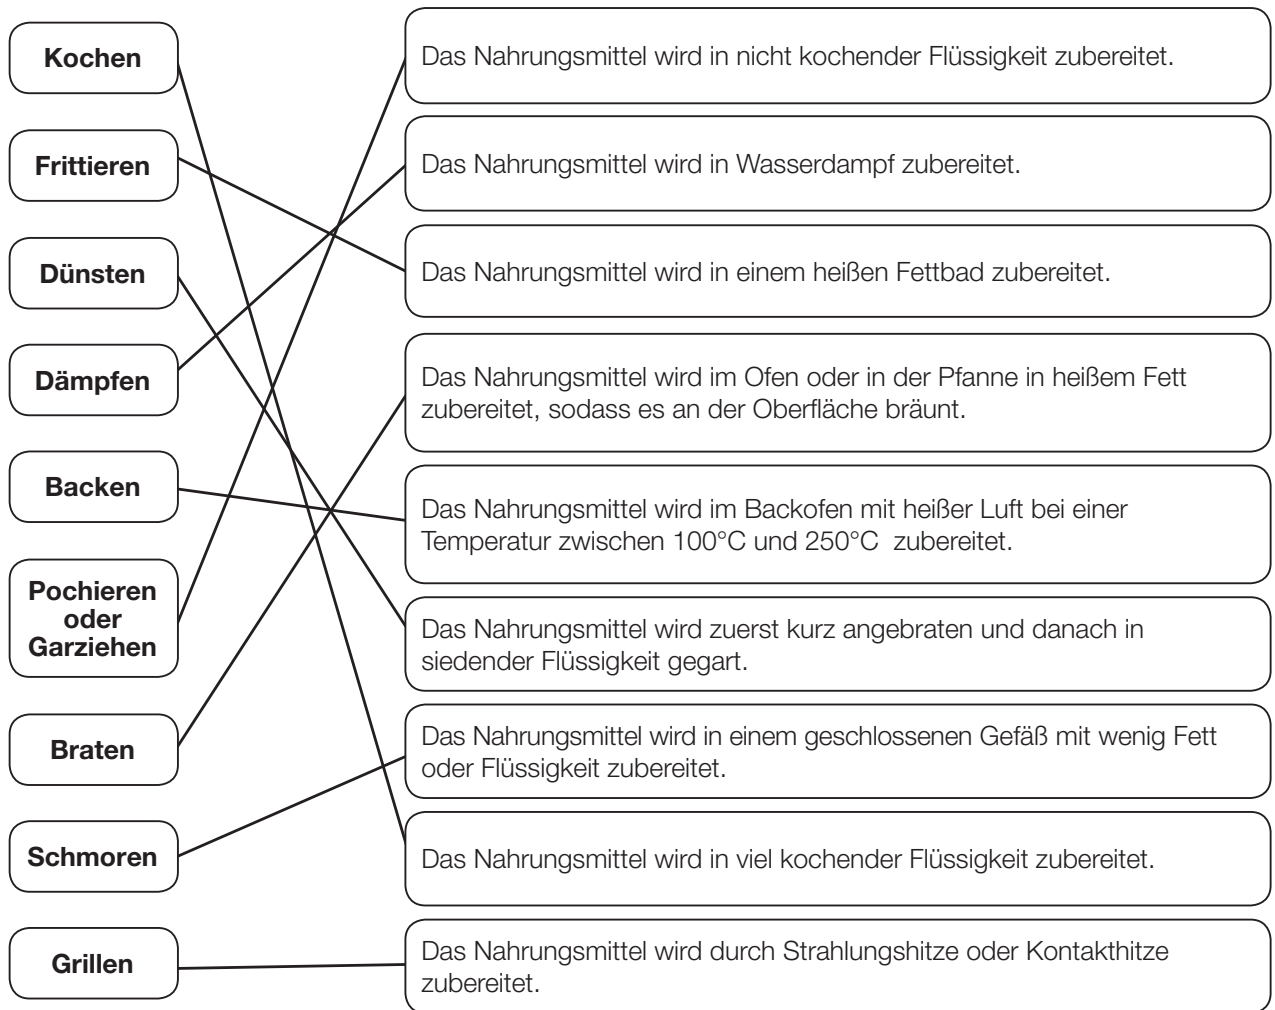 Kochen
Das Nahrungsmittel wird in nicht kochender Flüssigkeit zubereitet.
Frittieren
Das Nahrungsmittel wird in Wasserdampf zubereitet.
Dünsten
Das Nahrungsmittel wird in einem heißen Fettbad zubereitet.
Dämpfen
Das Nahrungsmittel wird im Ofen oder in der Pfanne in heißem Fett
zubereitet, sodass es an der Oberfläche bräunt.
Backen
Das Nahrungsmittel wird im Backofen mit heißer Luft bei einer
Temperatur zwischen 100°C und 250°C zubereitet.
Pochieren
oder
Garziehen
Das Nahrungsmittel wird zuerst kurz angebraten und danach in
siedender Flüssigkeit gegart.
Braten
Das Nahrungsmittel wird in einem geschlossenen Gefäß mit wenig Fett
oder Flüssigkeit zubereitet.
Schmoren
Das Nahrungsmittel wird in viel kochender Flüssigkeit zubereitet.
Grillen
Das Nahrungsmittel wird durch Strahlungshitze oder Kontakthitze
zubereitet.